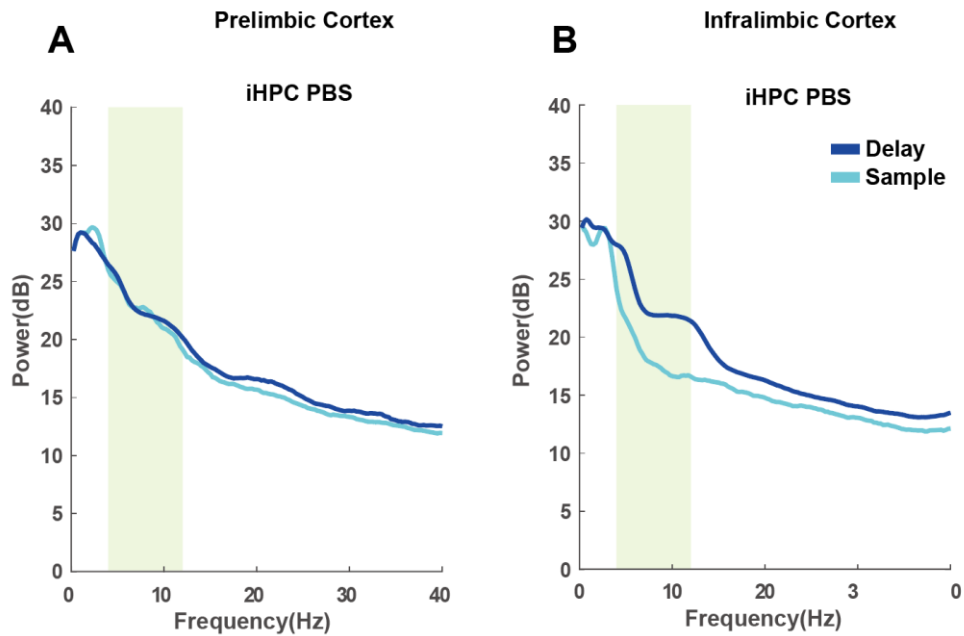 A
Prelimbic Cortex
iHPC PBS
40
35
30
25
20
15
10
5
0
Power(dB)
0 10 20 30 40
Frequency(Hz)
B
Infralimbic Cortex
iHPC PBS
Delay
Sample
40
35
30
25
20
15
10
5
0
Power(dB)
0 10 20 3 0
Frequency(Hz)